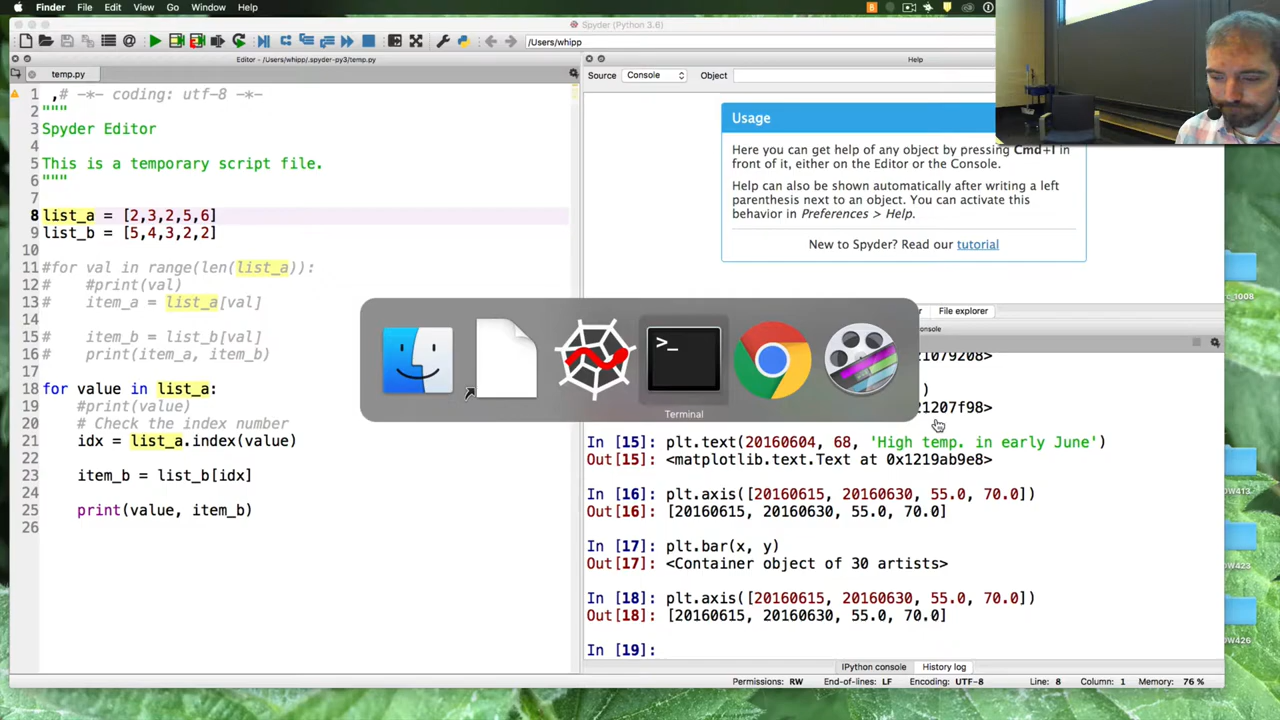 Finder File Edit View Go Window Help
Spyder (Python 3.6)
/Users/whipp
Editor - /Users/whipp/.spyder-py3/temp.py
Help
temp.py
Source Console Object
1 ,# -*- coding: utf-8 -*-
2 """
3 Spyder Editor
4
5 This is a temporary script file.
6 """
7
8 list_a = [2,3,2,5,6]
9 list_b = [5,4,3,2,2]
10
11 #for val in range(len(list_a)):
12 #    #print(val)
13 #    item_a = list_a[val]
14
15 #    item_b = list_b[val]
16 #    print(item_a, item_b)
17
18 for value in list_a:
19     #print(value)
20     # Check the index number
21     idx = list_a.index(value)
22
23     item_b = list_b[idx]
24
25     print(value, item_b)
26
Usage
Here you can get help of any object by pressing Cmd+I in
front of it, either on the Editor or the Console.
Help can also be shown automatically after writing a left
parenthesis next to an object. You can activate this
behavior in Preferences > Help.
New to Spyder? Read our tutorial
File explorer
>_
Terminal
21079208>
)
21207f98>
In [15]: plt.text(20160604, 68, 'High temp. in early June')
Out[15]: <matplotlib.text.Text at 0x1219ab9e8>
In [16]: plt.axis([20160615, 20160630, 55.0, 70.0])
Out[16]: [20160615, 20160630, 55.0, 70.0]
In [17]: plt.bar(x, y)
Out[17]: <Container object of 30 artists>
In [18]: plt.axis([20160615, 20160630, 55.0, 70.0])
Out[18]: [20160615, 20160630, 55.0, 70.0]
In [19]:
IPython console History log
Permissions: RW End-of-lines: LF Encoding: UTF-8 Line: 8 Column: 1 Memory: 76 %